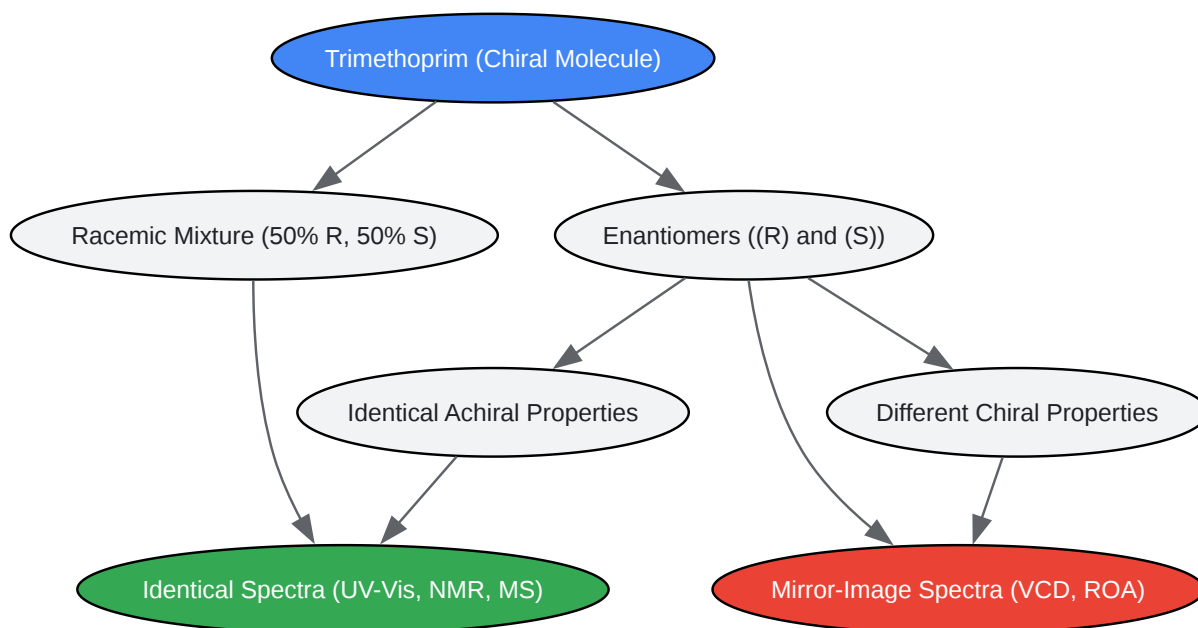 Trimethoprim (Chiral Molecule)
Racemic Mixture (50% R, 50% S)
Enantiomers ((R) and (S))
Identical Achiral Properties
Different Chiral Properties
Identical Spectra (UV-Vis, NMR, MS)
Mirror-Image Spectra (VCD, ROA)